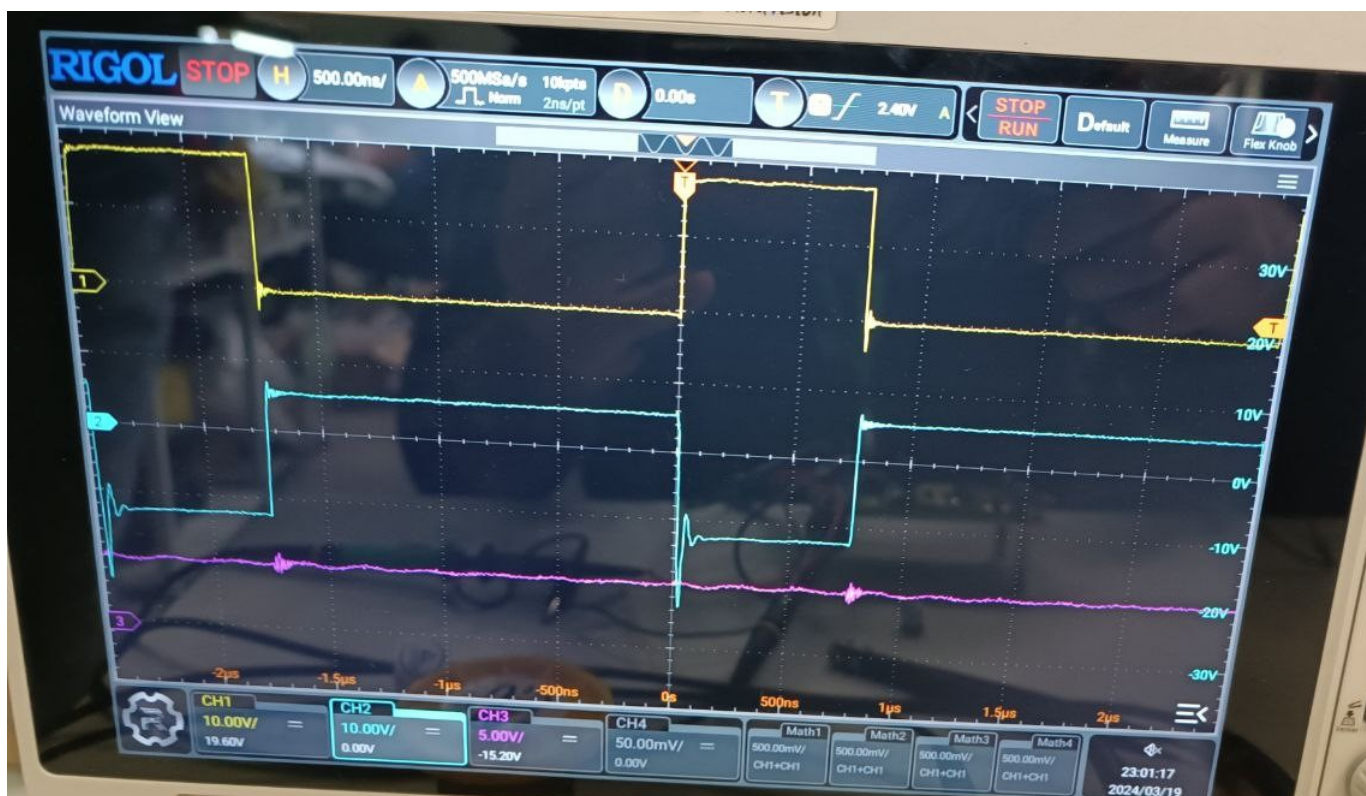 RIGOL STOP H 500.00ns/ A 500MSa/s 10kpts D 0.00s T 2.40V A STOP RUN Default Measure Flex Knob
Norm 2ns/pt
Waveform View
T
1
30V
T
20V
2
10V
0V
-10V
3
-20V
-30V
-2µs -1.5µs -1µs -500ns 0s 500ns 1µs 1.5µs 2µs
CH1 CH2 CH3 CH4 Math1 Math2 Math3 Math4
10.00V/ 10.00V/ 5.00V/ 50.00mV/ 500.00mV/ 500.00mV/ 500.00mV/ 500.00mV/
19.60V 0.00V -15.20V 0.00V CH1+CH1 CH1+CH1 CH1+CH1 CH1+CH1
23:01:17
2024/03/19